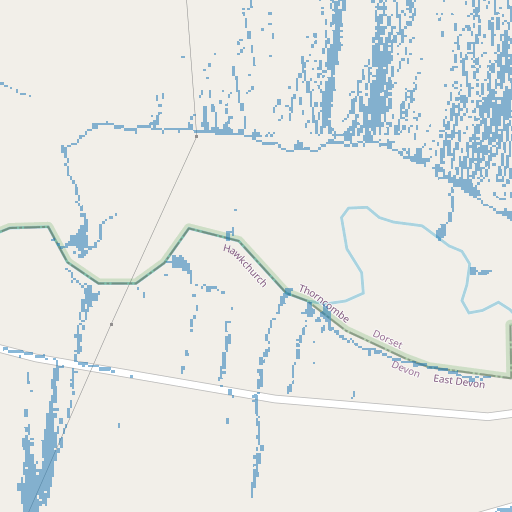 Hawkchurch
Thorncombe
Dorset
Devon
East Devon